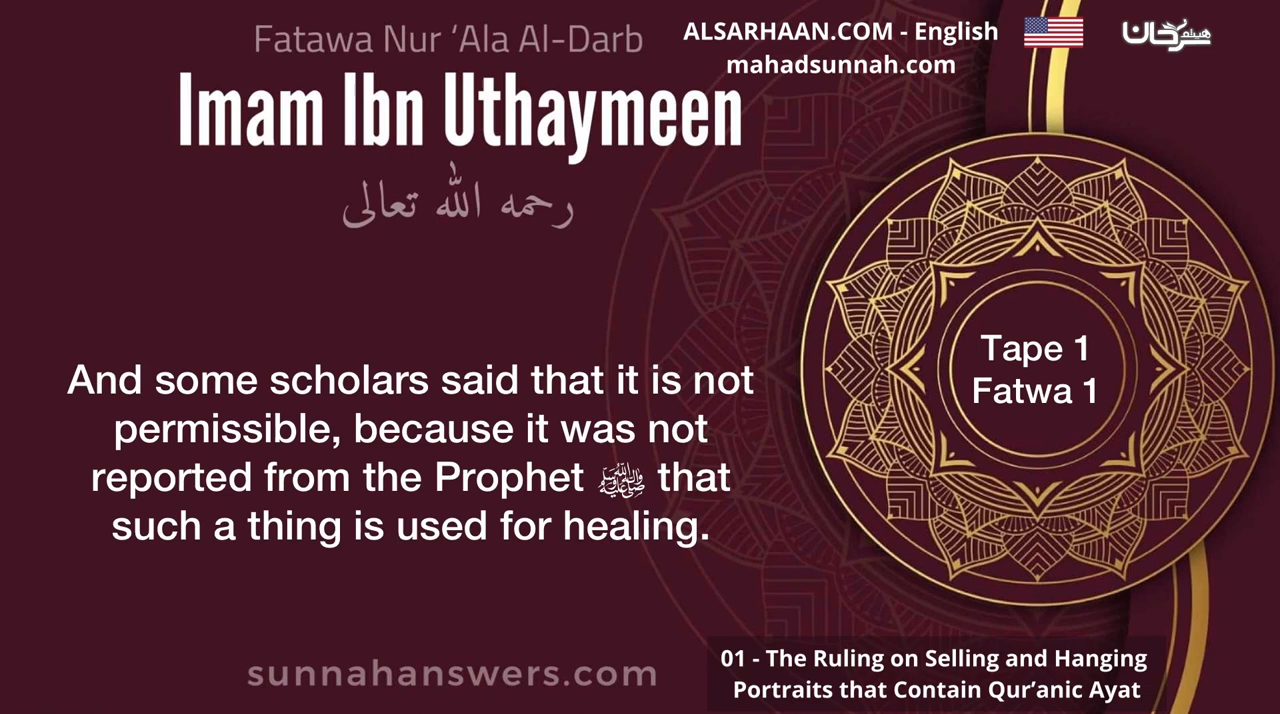 Fatawa Nur ‘Ala Al-Darb
Imam Ibn Uthaymeen
رحمه الله تعالى
ALSARHAAN.COM - English
mahadsunnah.com
هيثم سرحان
And some scholars said that it is not
permissible, because it was not
reported from the Prophet ﷺ that
such a thing is used for healing.
Tape 1
Fatwa 1
sunnahanswers.com
01 - The Ruling on Selling and Hanging
Portraits that Contain Qur’anic Ayat